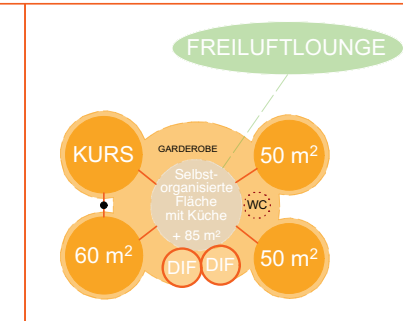 FREILUFTLOUNGE
GARDEROBE
KURS
50 m²
Selbst-
organisierte
Fläche
mit Küche
+ 85 m²
WC
60 m²
50 m²
DIF
DIF